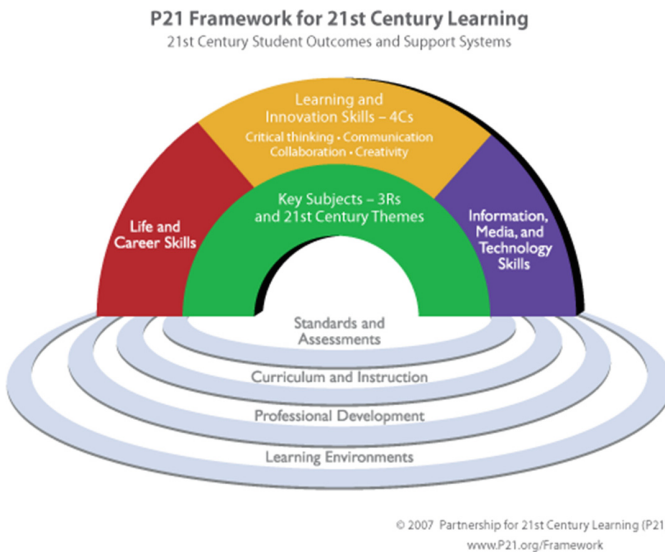 P21 Framework for 21st Century Learning
21st Century Student Outcomes and Support Systems
Learning and
Innovation Skills – 4Cs
Critical thinking • Communication
Collaboration • Creativity
Key Subjects – 3Rs
and 21st Century Themes
Life and
Career Skills
Information,
Media, and
Technology
Skills
Standards and
Assessments
Curriculum and Instruction
Professional Development
Learning Environments
© 2007 Partnership for 21st Century Learning (P21
www.P21.org/Framework